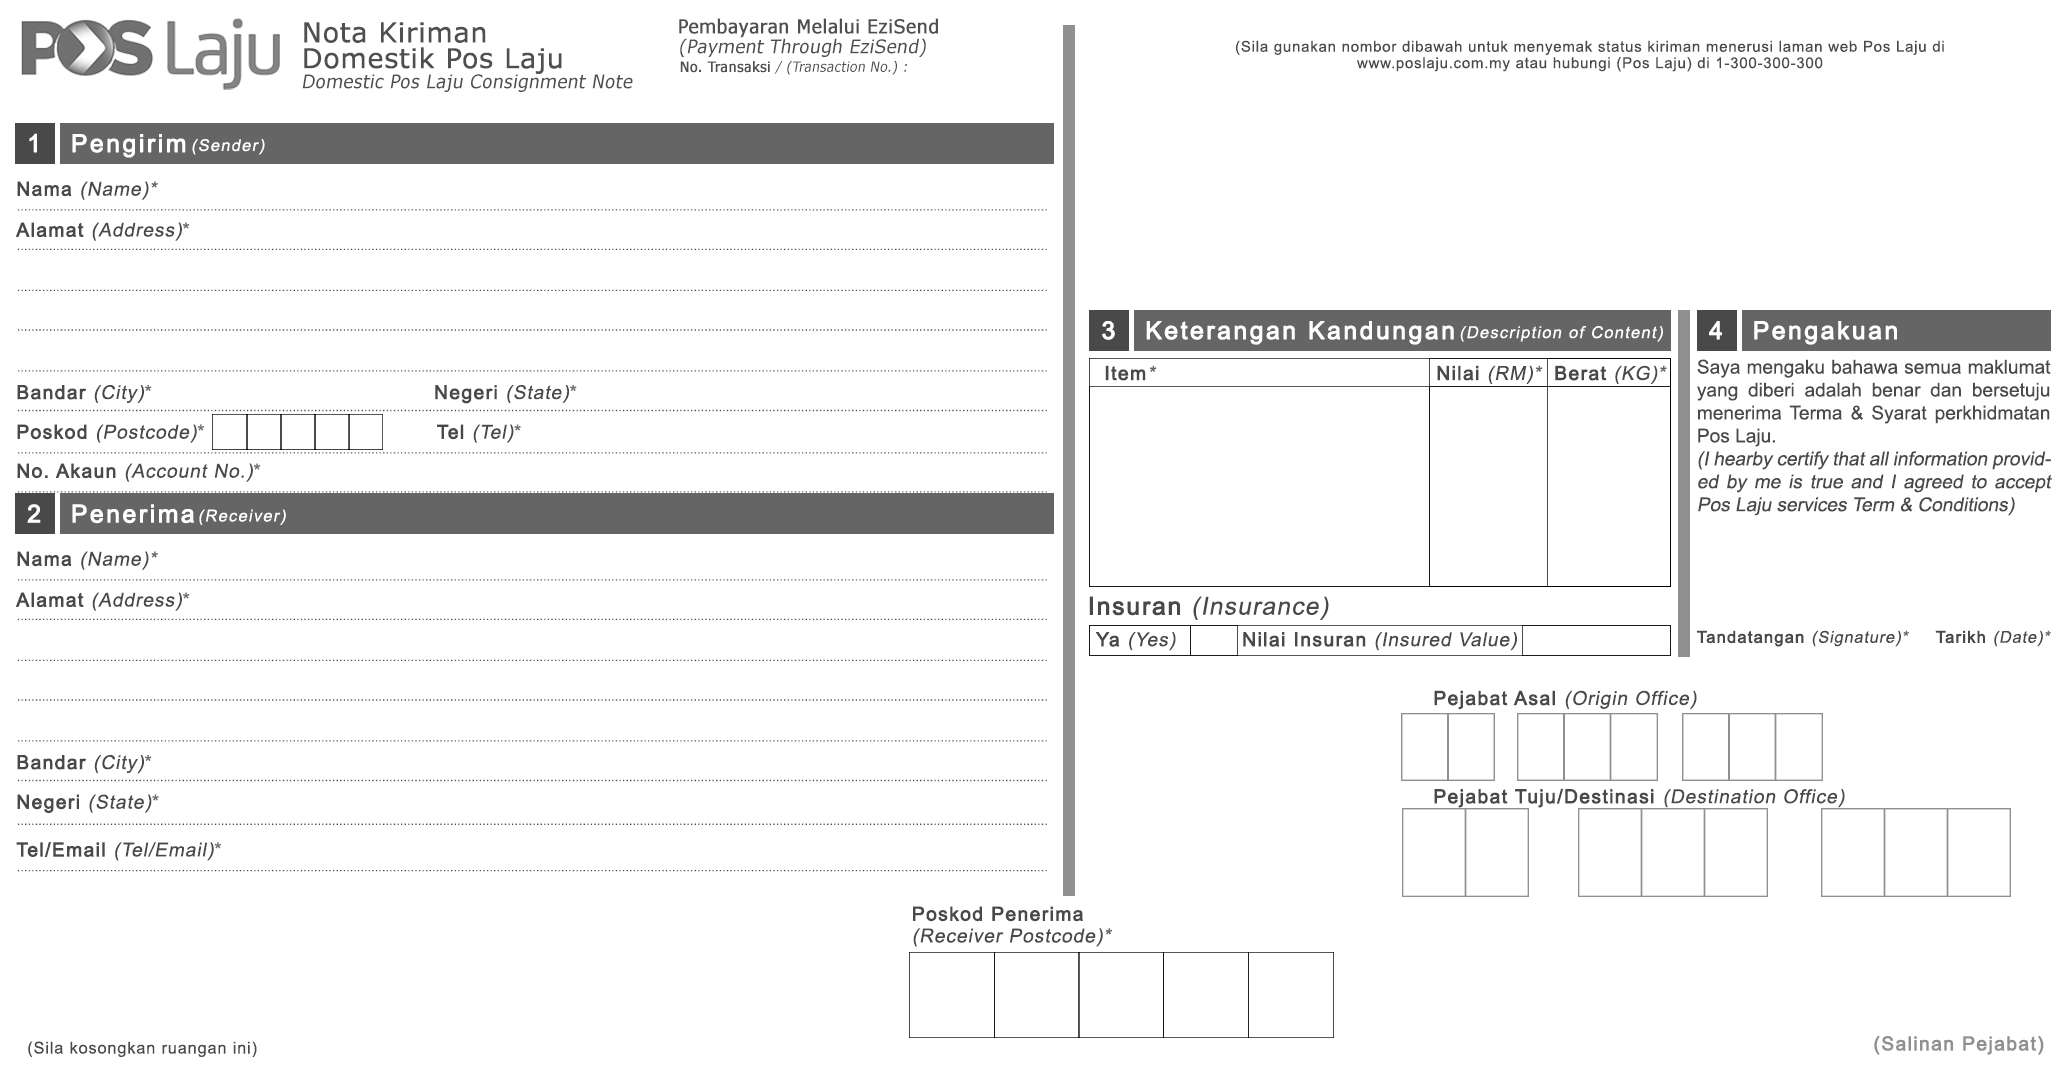 POS Laju
Nota Kiriman
Domestik Pos Laju
Domestic Pos Laju Consignment Note
Pembayaran Melalui EziSend
(Payment Through EziSend)
No. Transaksi / (Transaction No.) :
(Sila gunakan nombor dibawah untuk menyemak status kiriman menerusi laman web Pos Laju di
www.poslaju.com.my atau hubungi (Pos Laju) di 1-300-300-300
1 Pengirim (Sender)
Nama (Name)*
Alamat (Address)*
Bandar (City)* Negeri (State)*
Poskod (Postcode)* Tel (Tel)*
No. Akaun (Account No.)*
2 Penerima (Receiver)
Nama (Name)*
Alamat (Address)*
Bandar (City)*
Negeri (State)*
Tel/Email (Tel/Email)*
Poskod Penerima
(Receiver Postcode)*
(Sila kosongkan ruangan ini)
3 Keterangan Kandungan (Description of Content)
Item* Nilai (RM)* Berat (KG)*
Insuran (Insurance)
Ya (Yes) Nilai Insuran (Insured Value)
4 Pengakuan
Saya mengaku bahawa semua maklumat
yang diberi adalah benar dan bersetuju
menerima Terma & Syarat perkhidmatan
Pos Laju.
(I hearby certify that all information provid-
ed by me is true and I agreed to accept
Pos Laju services Term & Conditions)
Tandatangan (Signature)* Tarikh (Date)*
Pejabat Asal (Origin Office)
Pejabat Tuju/Destinasi (Destination Office)
(Salinan Pejabat)